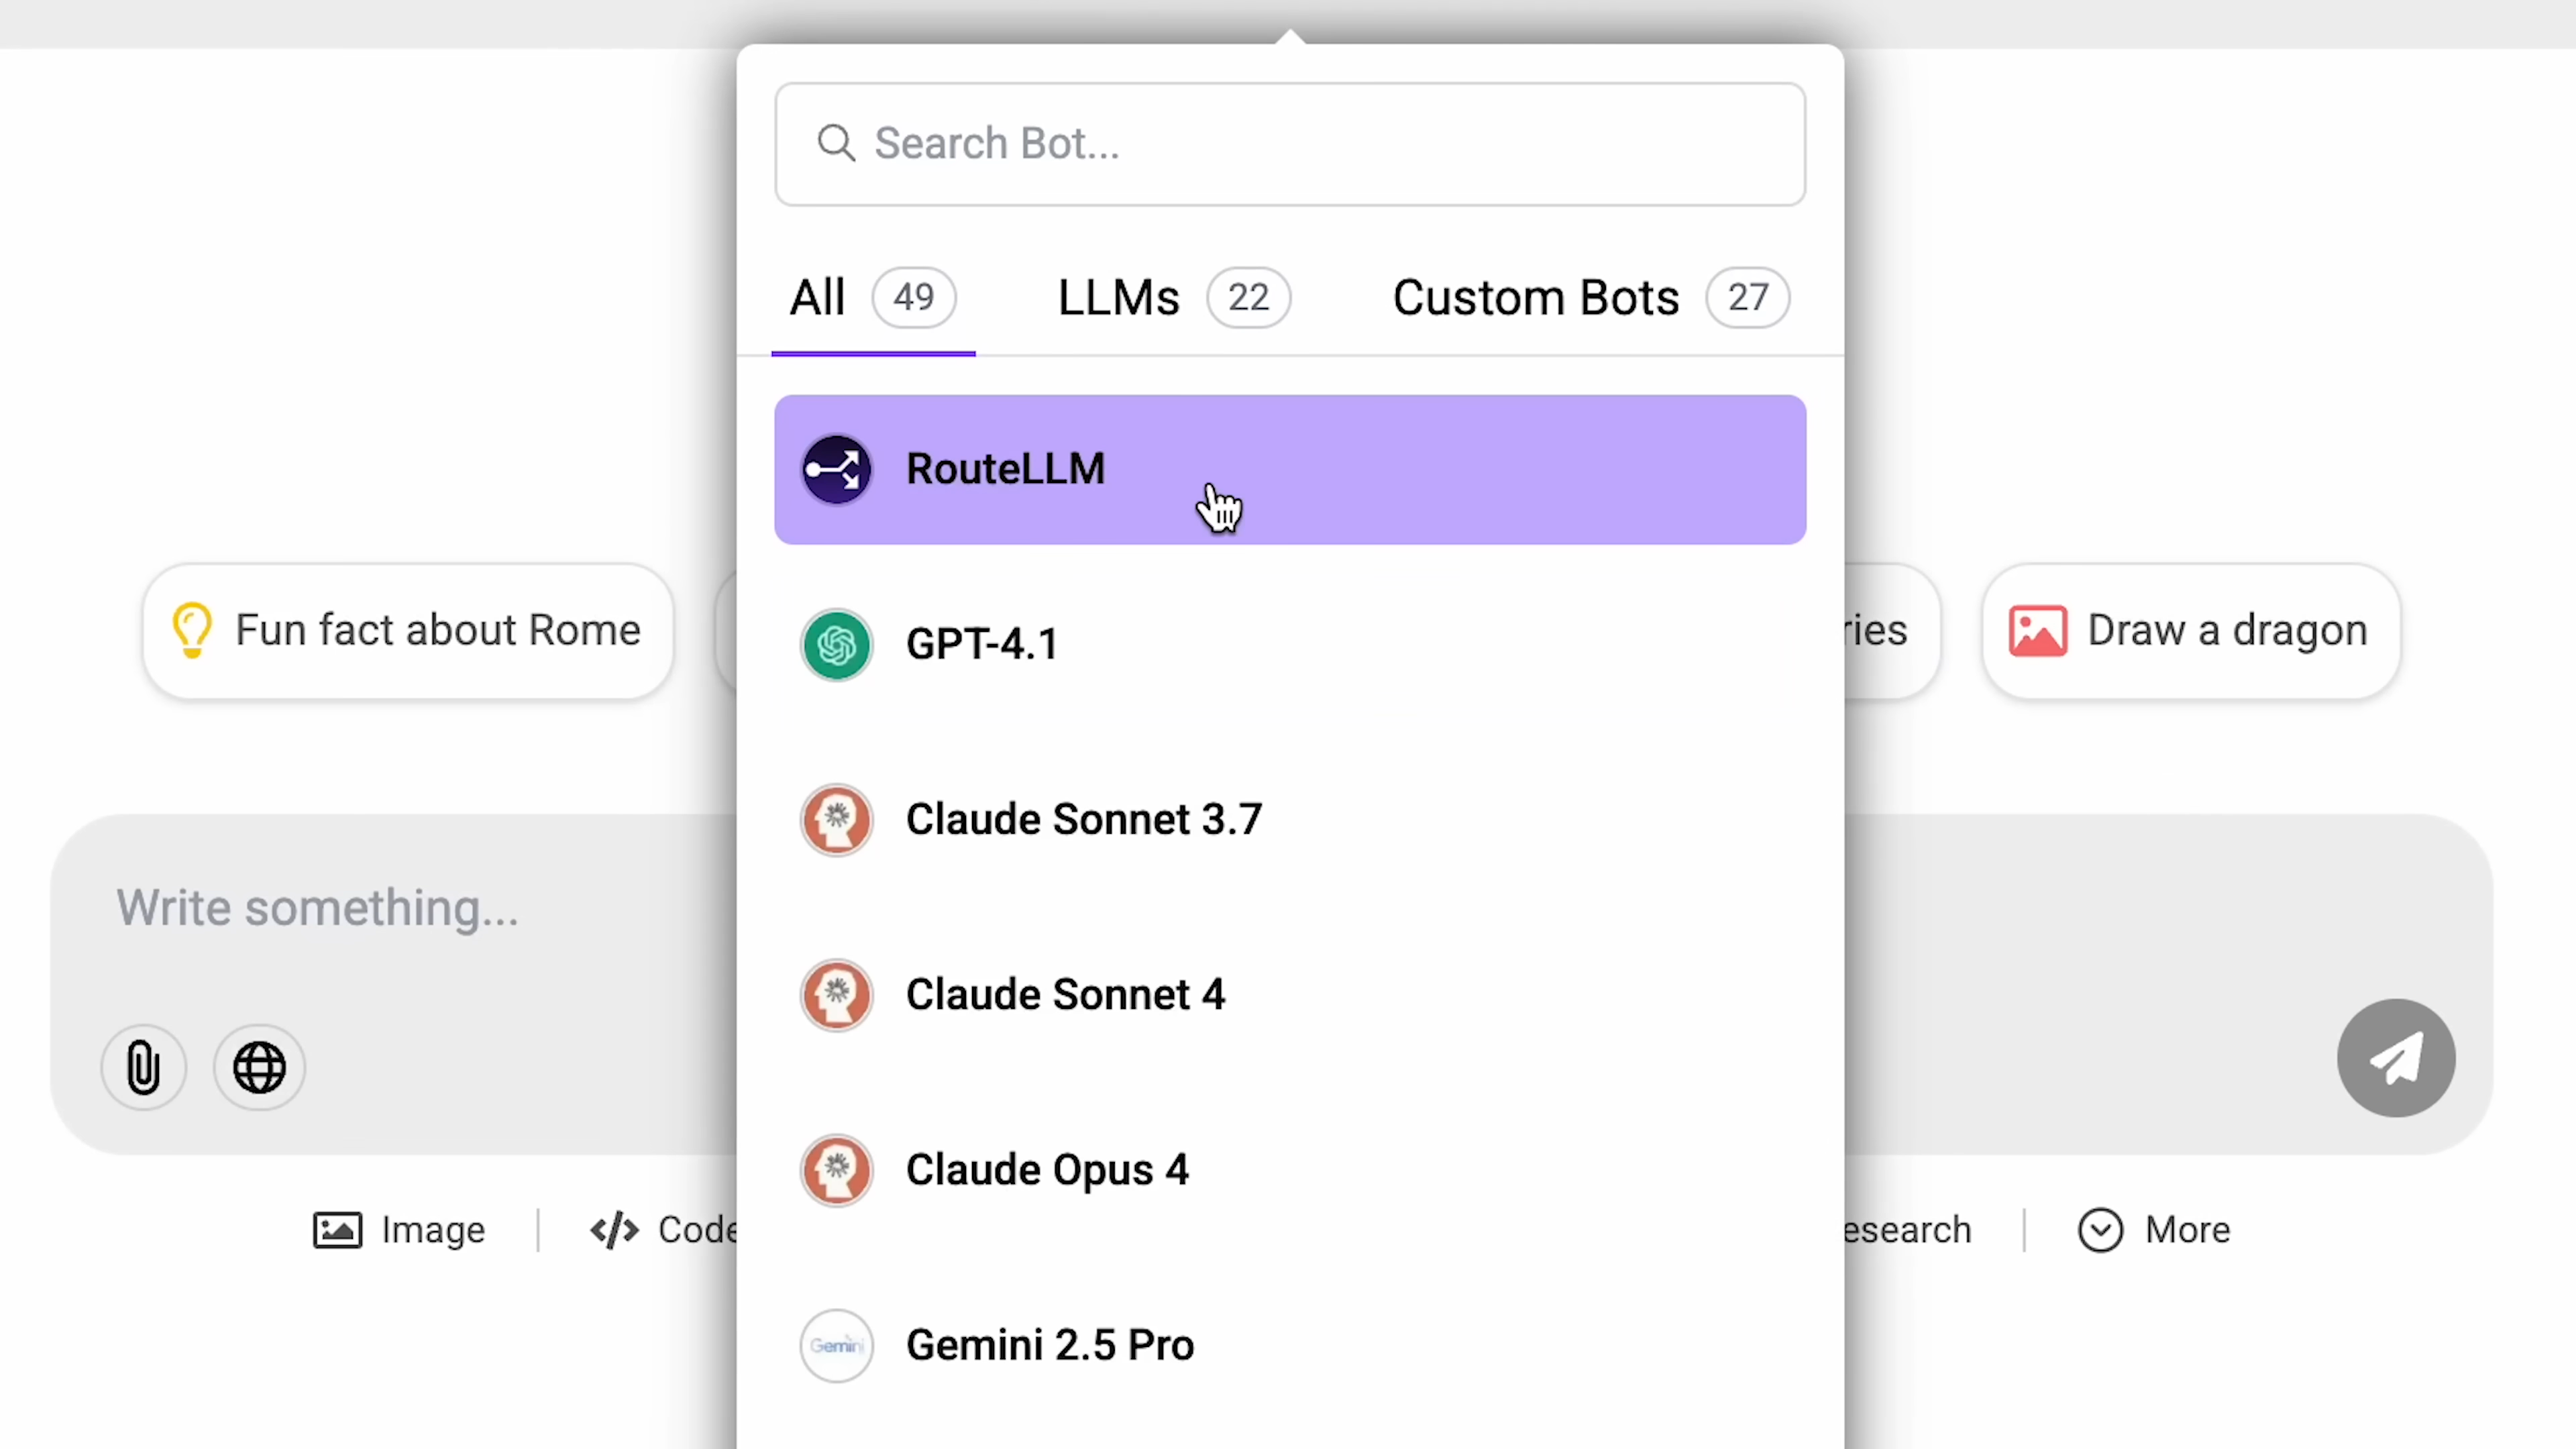 Search Bot...
All 49 LLMs 22 Custom Bots 27
RouteLLM
Fun fact about Rome
GPT-4.1
ries
Draw a dragon
Claude Sonnet 3.7
Write something...
Claude Sonnet 4
Claude Opus 4
Image
Code
esearch
More
Gemini
Gemini 2.5 Pro